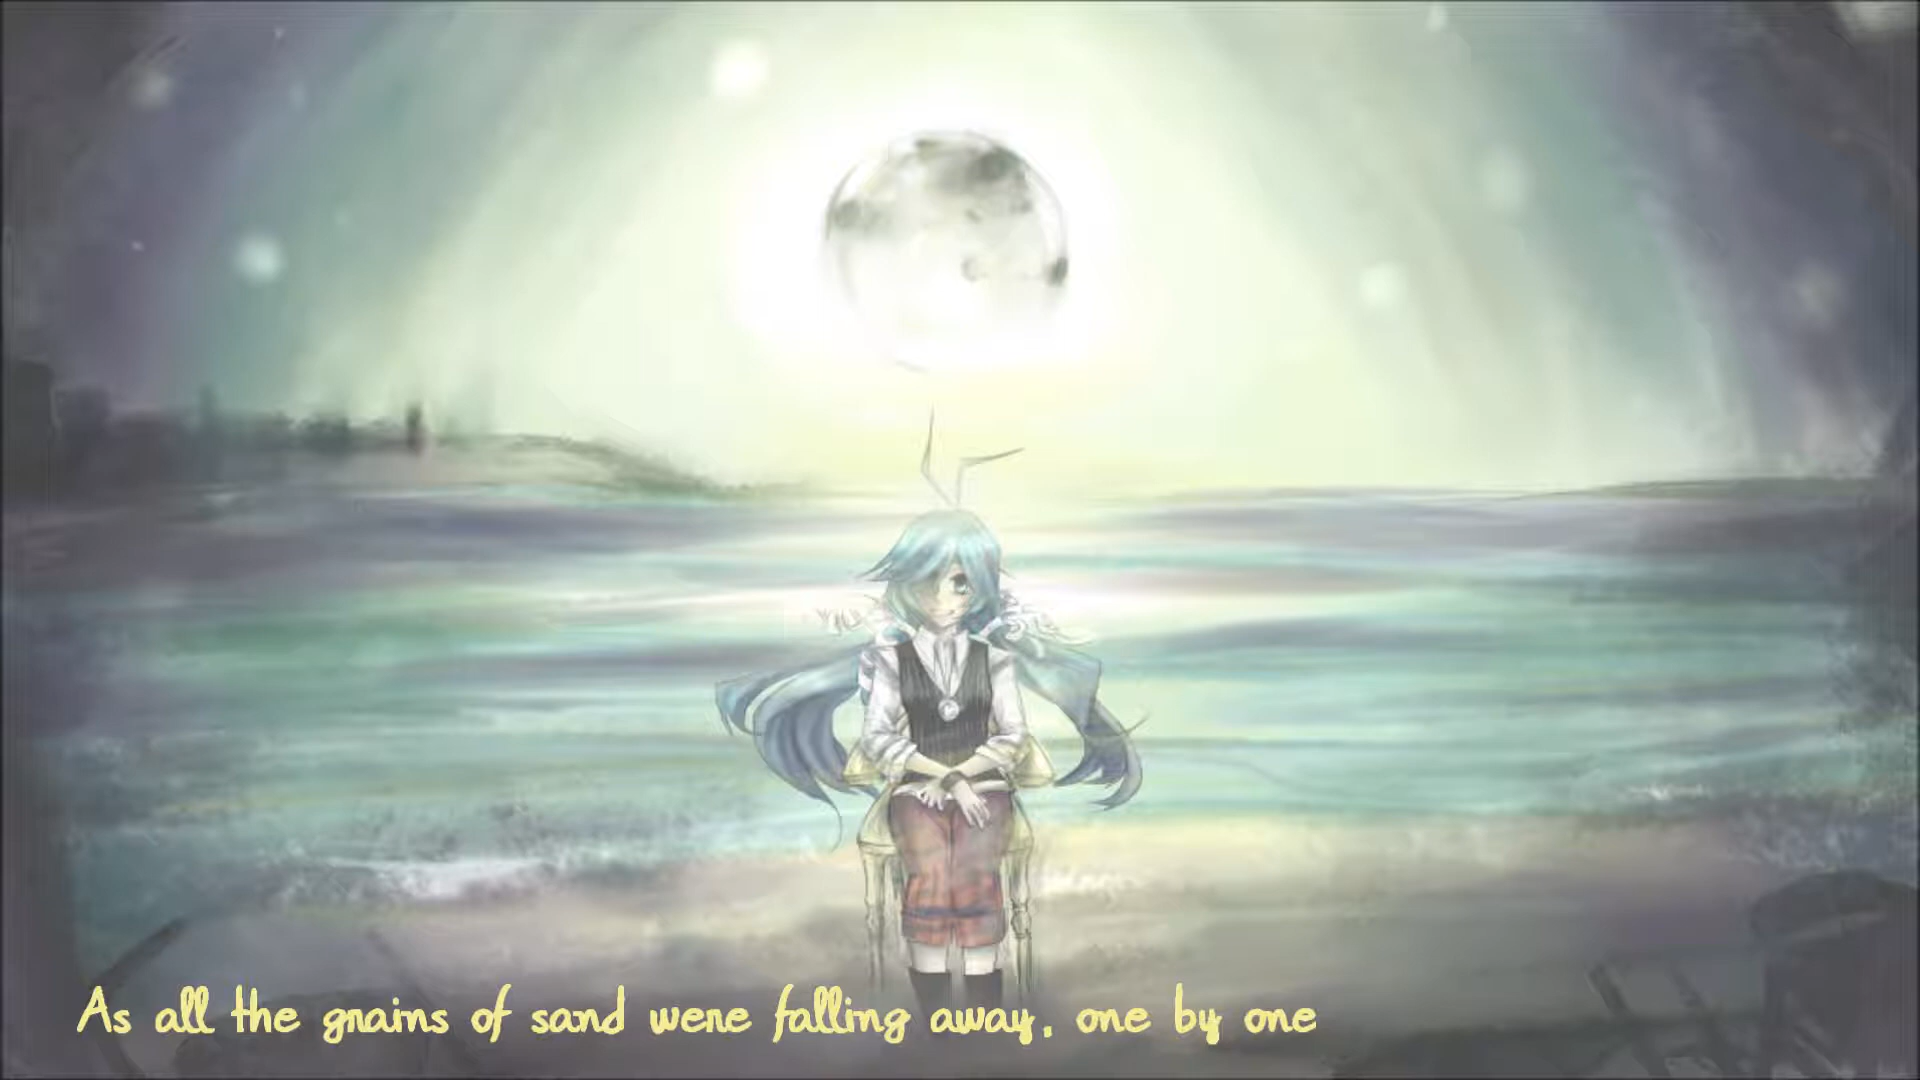 As all the grains of sand were falling away, one by one